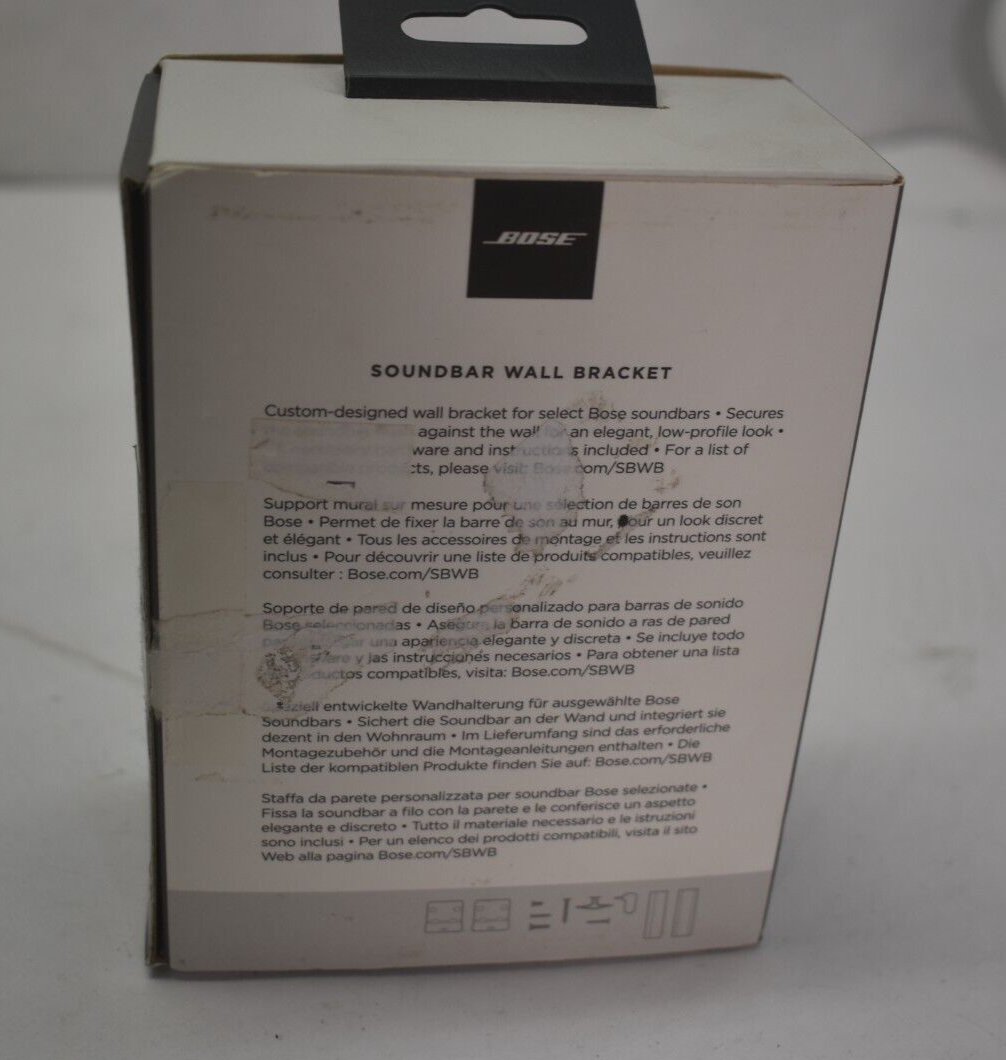 BOSE
SOUNDBAR WALL BRACKET
Custom-designed wall bracket for select Bose soundbars • Secures
against the wall for an elegant, low-profile look •
and instructions included • For a list of
please visit: Bose.com/SBWB
Support mural sur mesure pour une sélection de barres de son
Bose • Permet de fixer la barre de son au mur, pour un look discret
et élégant • Tous les accessoires de montage et les instructions sont
inclus • Pour découvrir une liste de produits compatibles, veuillez
consulter : Bose.com/SBWB
Soporte de pared de diseño personalizado para barras de sonido
Bose seleccionadas • Asegura la barra de sonido a ras de pared
una apariencia elegante y discreta • Se incluye todo
y las instrucciones necesarios • Para obtener una lista
compatibles, visita: Bose.com/SBWB
entwickelte Wandhalterung für ausgewählte Bose
Soundbars • Sichert die Soundbar an der Wand und integriert sie
dezent in den Wohnraum • Im Lieferumfang sind das erforderliche
Montagezubehör und die Montageanleitungen enthalten • Die
Liste der kompatiblen Produkte finden Sie auf: Bose.com/SBWB
Staffa da parete personalizzata per soundbar Bose selezionate •
Fissa la soundbar a filo con la parete e le conferisce un aspetto
elegante e discreto • Tutto il materiale necessario e le istruzioni
sono inclusi • Per un elenco dei prodotti compatibili, visita il sito
Web alla pagina Bose.com/SBWB